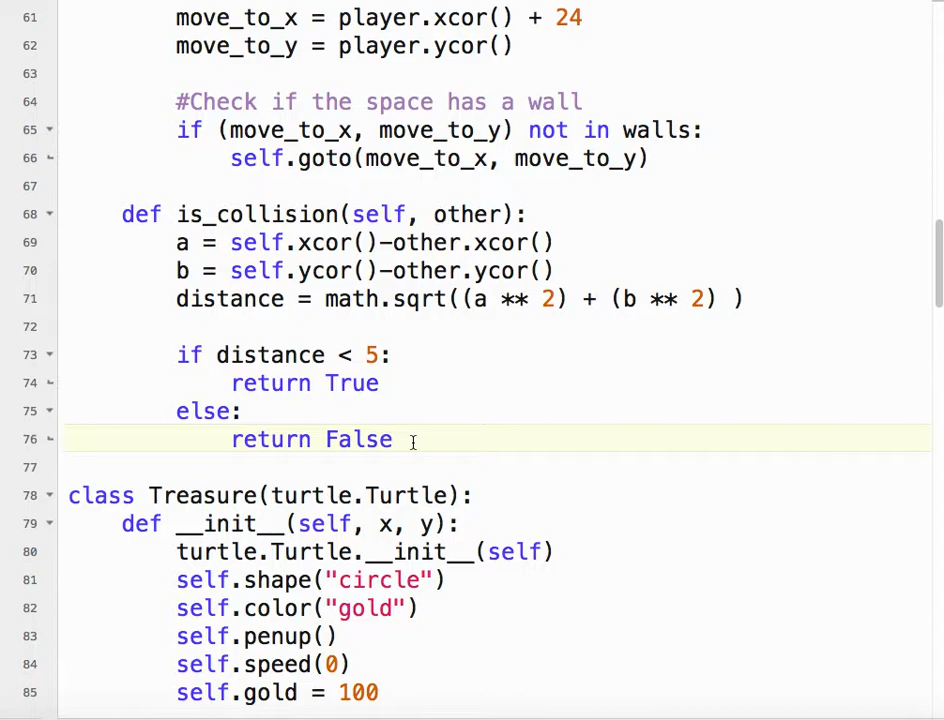 61 move_to_x = player.xcor() + 24
62 move_to_y = player.ycor()
63
64 #Check if the space has a wall
65 if (move_to_x, move_to_y) not in walls:
66 self.goto(move_to_x, move_to_y)
67
68 def is_collision(self, other):
69 a = self.xcor()-other.xcor()
70 b = self.ycor()-other.ycor()
71 distance = math.sqrt((a ** 2) + (b ** 2) )
72
73 if distance < 5:
74 return True
75 else:
76 return False
77
78 class Treasure(turtle.Turtle):
79 def __init__(self, x, y):
80 turtle.Turtle.__init__(self)
81 self.shape("circle")
82 self.color("gold")
83 self.penup()
84 self.speed(0)
85 self.gold = 100